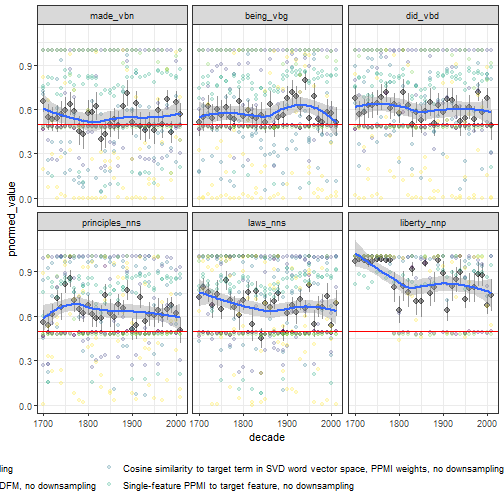 made_vbn being_vbg did_vbd
0.9
0.6
0.3
0.0
principles_nns laws_nns liberty_nnp
0.9
0.6
0.3
0.0
pnormed_value
1700 1800 1900 2000 1700 1800 1900 2000 1700 1800 1900 2000
decade
ling Cosine similarity to target term in SVD word vector space, PPMI weights, no downsampling
DFM, no downsampling Single-feature PPMI to target feature, no downsampling